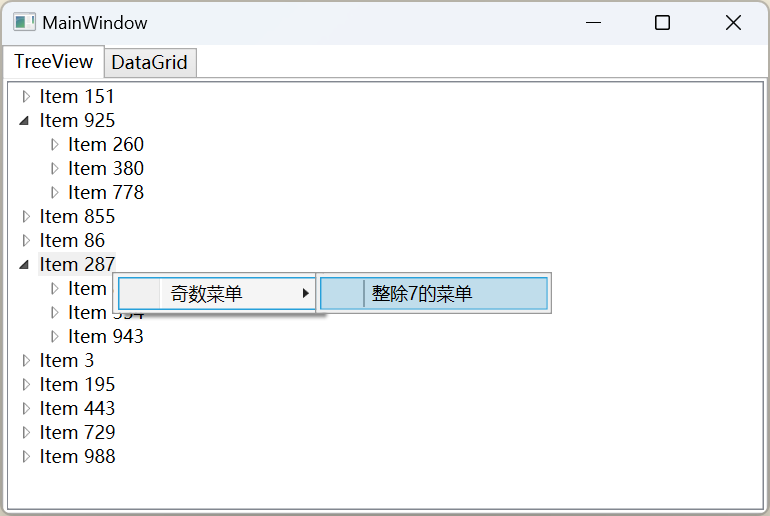 MainWindow
TreeView DataGrid
Item 151
Item 925
Item 260
Item 380
Item 778
Item 855
Item 86
Item 287
奇数菜单 整除7的菜单
Item
Item
Item 943
Item 3
Item 195
Item 443
Item 729
Item 988